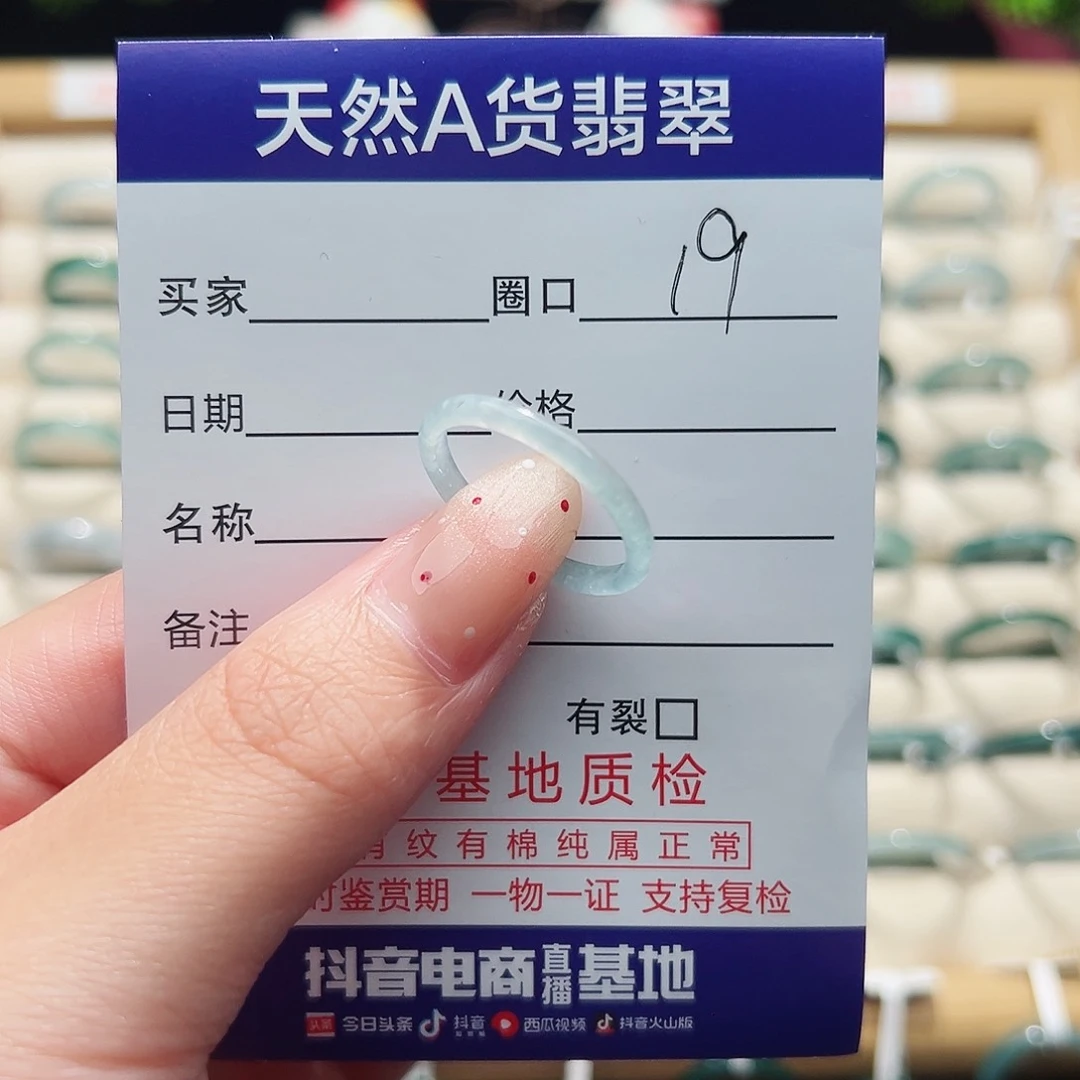 天然A货翡翠
买家 圈口 19
日期 价格
名称
备注
有裂
基地质检
纹有棉纯属正常
鉴赏期 一物一证 支持复检
抖音电商直播基地
今日头条 抖音 西瓜视频 抖音火山版